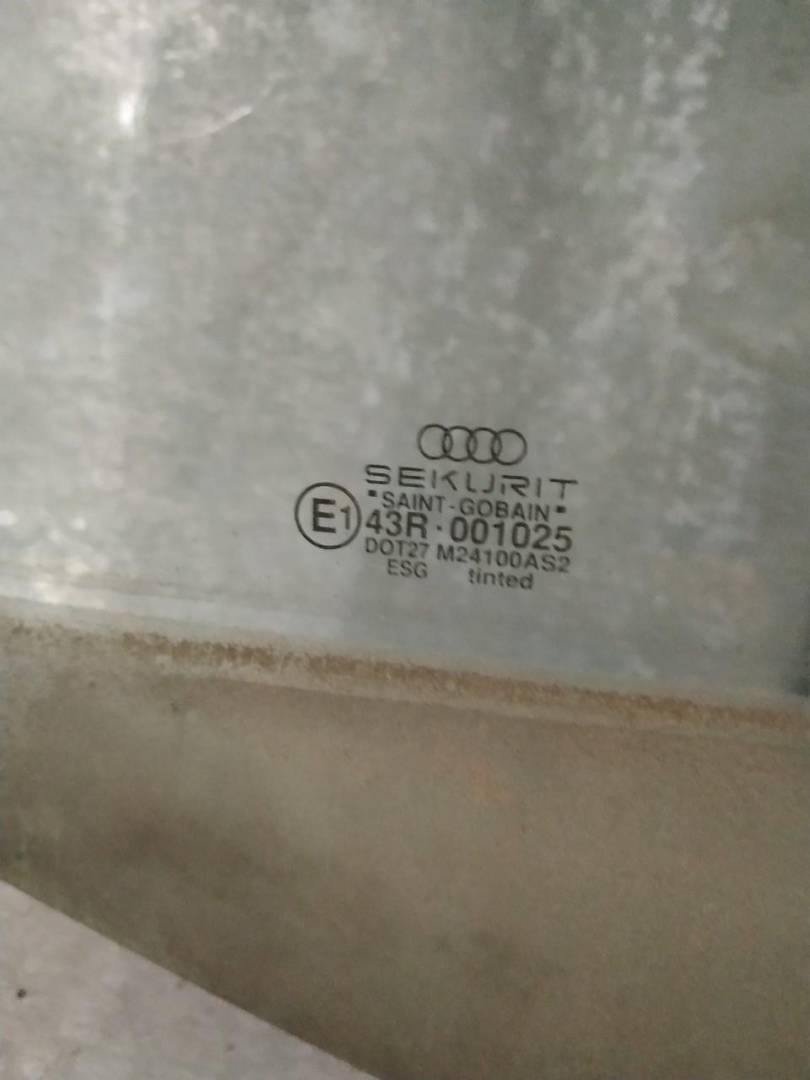 SEKURIT
"SAINT-GOBAIN"
E1 43R·001025
DOT27 M24100AS2
ESG tinted